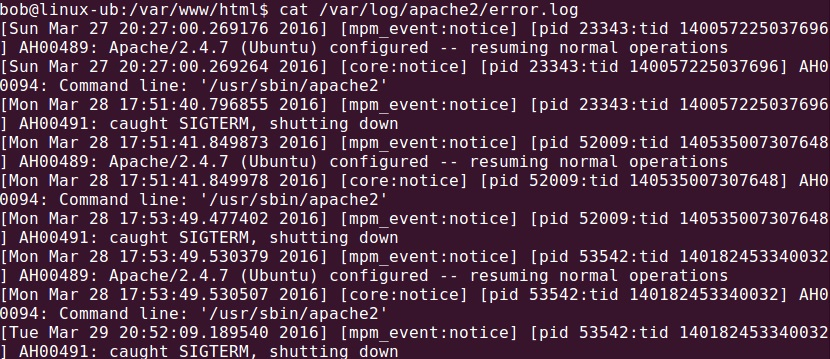 bob@linux-ub:/var/www/html$ cat /var/log/apache2/error.log
[Sun Mar 27 20:27:00.269176 2016] [mpm_event:notice] [pid 23343:tid 140057225037696
] AH00489: Apache/2.4.7 (Ubuntu) configured -- resuming normal operations
[Sun Mar 27 20:27:00.269264 2016] [core:notice] [pid 23343:tid 140057225037696] AH0
0094: Command line: '/usr/sbin/apache2'
[Mon Mar 28 17:51:40.796855 2016] [mpm_event:notice] [pid 23343:tid 140057225037696
] AH00491: caught SIGTERM, shutting down
[Mon Mar 28 17:51:41.849873 2016] [mpm_event:notice] [pid 52009:tid 140535007307648
] AH00489: Apache/2.4.7 (Ubuntu) configured -- resuming normal operations
[Mon Mar 28 17:51:41.849978 2016] [core:notice] [pid 52009:tid 140535007307648] AH0
0094: Command line: '/usr/sbin/apache2'
[Mon Mar 28 17:53:49.477402 2016] [mpm_event:notice] [pid 52009:tid 140535007307648
] AH00491: caught SIGTERM, shutting down
[Mon Mar 28 17:53:49.530379 2016] [mpm_event:notice] [pid 53542:tid 140182453340032
] AH00489: Apache/2.4.7 (Ubuntu) configured -- resuming normal operations
[Mon Mar 28 17:53:49.530507 2016] [core:notice] [pid 53542:tid 140182453340032] AH0
0094: Command line: '/usr/sbin/apache2'
[Tue Mar 29 20:52:09.189540 2016] [mpm_event:notice] [pid 53542:tid 140182453340032
] AH00491: caught SIGTERM, shutting down